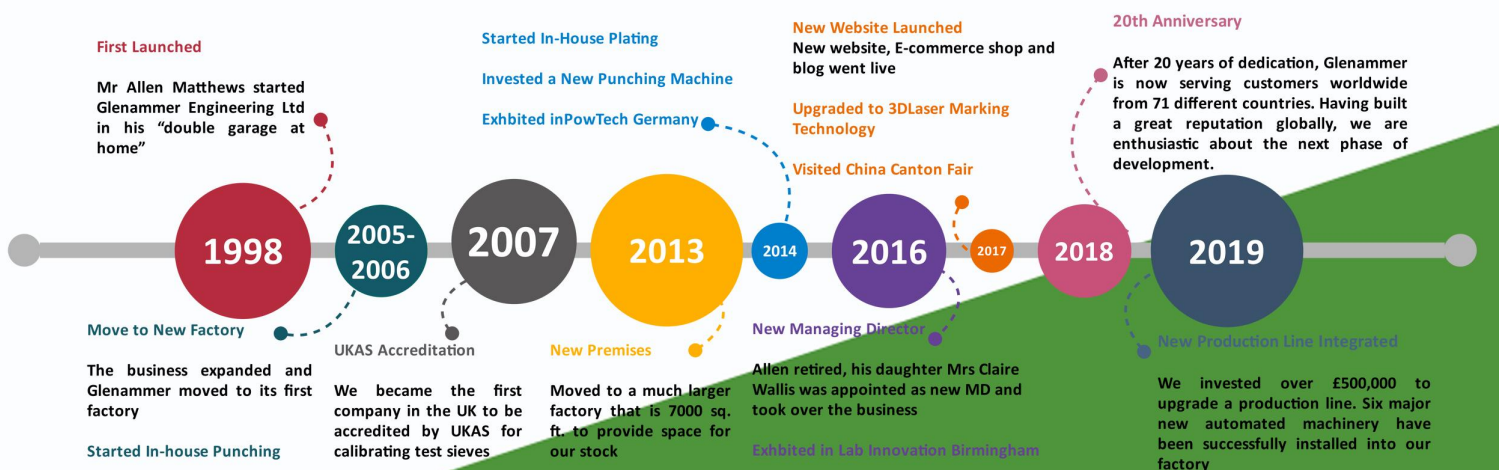 First Launched
Mr Allen Matthews started
Glenammer Engineering Ltd
in his “double garage at
home”
1998
2005-
2006
Move to New Factory
The business expanded and
Glenammer moved to its first
factory
Started In-house Punching
2007
UKAS Accreditation
We became the first
company in the UK to be
accredited by UKAS for
calibrating test sieves
2013
New Premises
Moved to a much larger
factory that is 7000 sq.
ft. to provide space for
our stock
Started In-House Plating
Invested a New Punching Machine
Exhbited inPowTech Germany
2014
2016
New Managing Director
Allen retired, his daughter Mrs Claire
Wallis was appointed as new MD and
took over the business
Exhbited in Lab Innovation Birmingham
New Website Launched
New website, E-commerce shop and
blog went live
Upgraded to 3DLaser Marking
Technology
Visited China Canton Fair
2017
20th Anniversary
After 20 years of dedication, Glenammer
is now serving customers worldwide
from 71 different countries. Having built
a great reputation globally, we are
enthusiastic about the next phase of
development.
2018
2019
New Production Line Integrated
We invested over £500,000 to
upgrade a production line. Six major
new automated machinery have
been successfully installed into our
factory